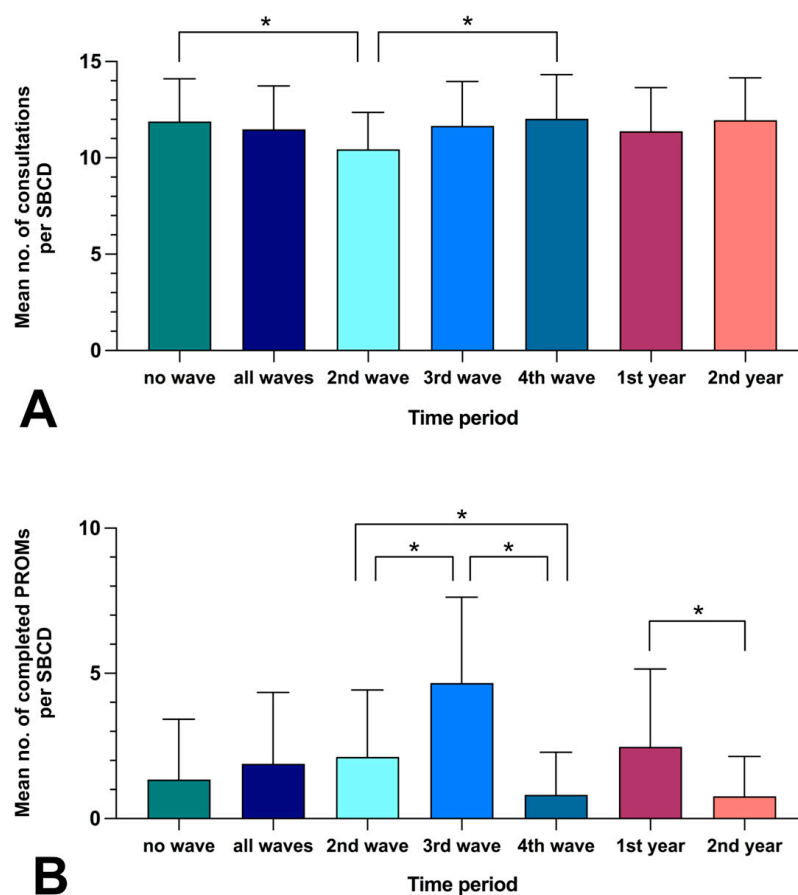 * *
Mean no. of consultations
per SBCD
15
10
5
0
no wave all waves 2nd wave 3rd wave 4th wave 1st year 2nd year
Time period
A
Mean no. of completed PROMs
per SBCD
10
5
0
*
* *
*
no wave all waves 2nd wave 3rd wave 4th wave 1st year 2nd year
Time period
B